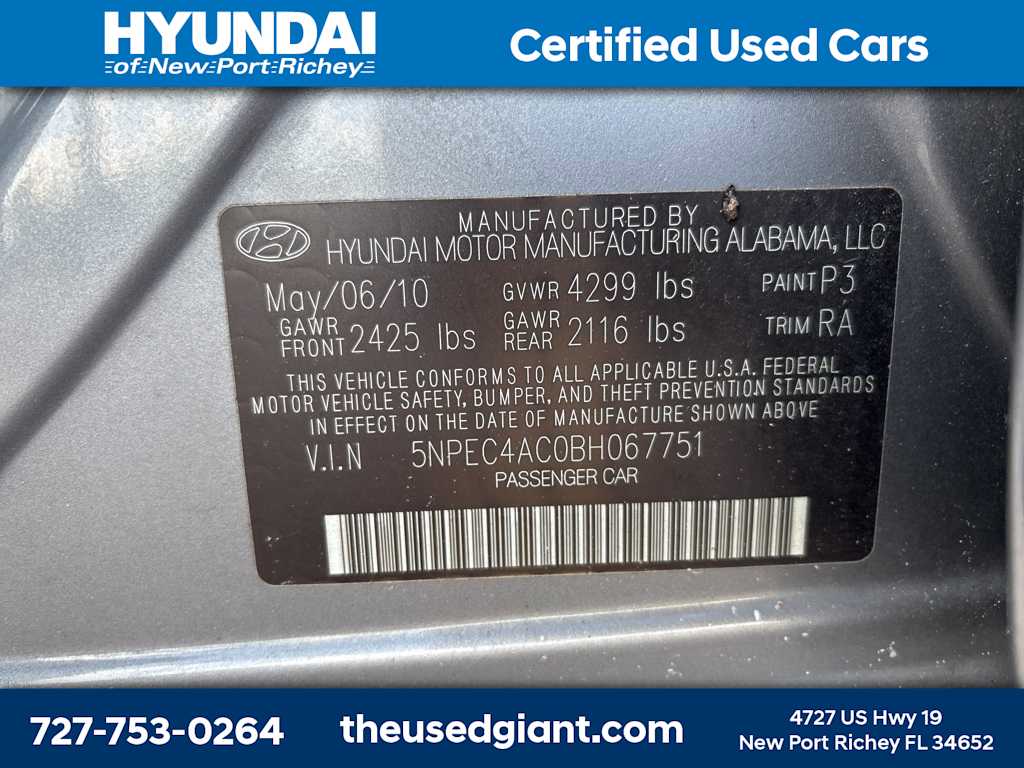 HYUNDAI
of New Port Richey
Certified Used Cars
MANUFACTURED BY
HYUNDAI MOTOR MANUFACTURING ALABAMA, LLC
May/06/10 GVWR 4299 lbs PAINT P3
GAWR FRONT 2425 lbs GAWR REAR 2116 lbs TRIM RA
THIS VEHICLE CONFORMS TO ALL APPLICABLE U.S.A. FEDERAL
MOTOR VEHICLE SAFETY, BUMPER, AND THEFT PREVENTION STANDARDS
IN EFFECT ON THE DATE OF MANUFACTURE SHOWN ABOVE
V.I.N 5NPEC4AC0BH067751
PASSENGER CAR
727-753-0264
theusedgiant.com
4727 US Hwy 19
New Port Richey FL 34652